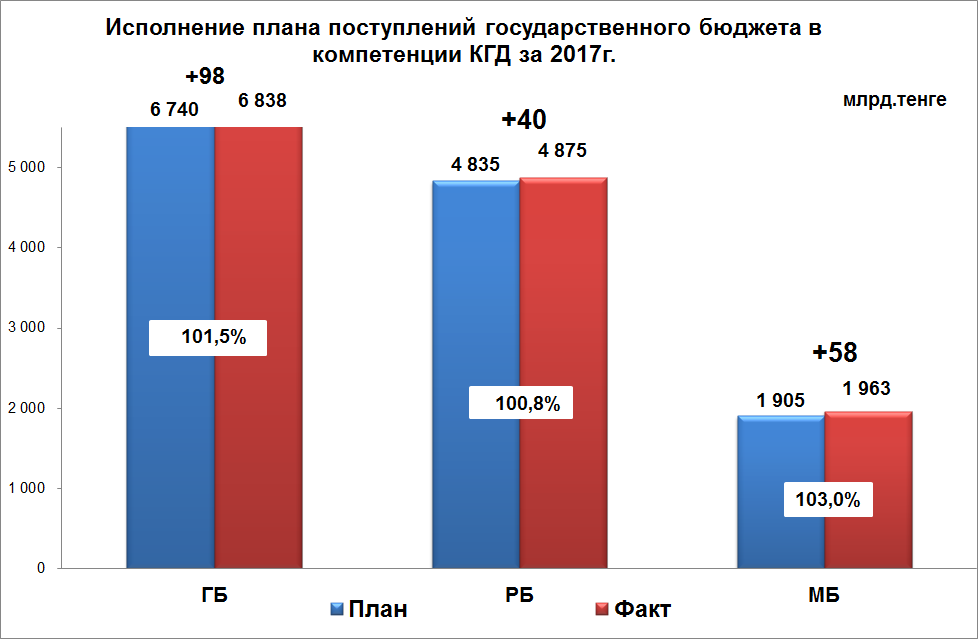 Исполнение плана поступлений государственного бюджета в
компетенции КГД за 2017г.
млрд.тенге
+98
6 740 6 838
+40
4 835 4 875
+58
1 905 1 963
5 000
4 000
3 000
2 000
1 000
0
101,5%
100,8%
103,0%
ГБ РБ МБ
План Факт